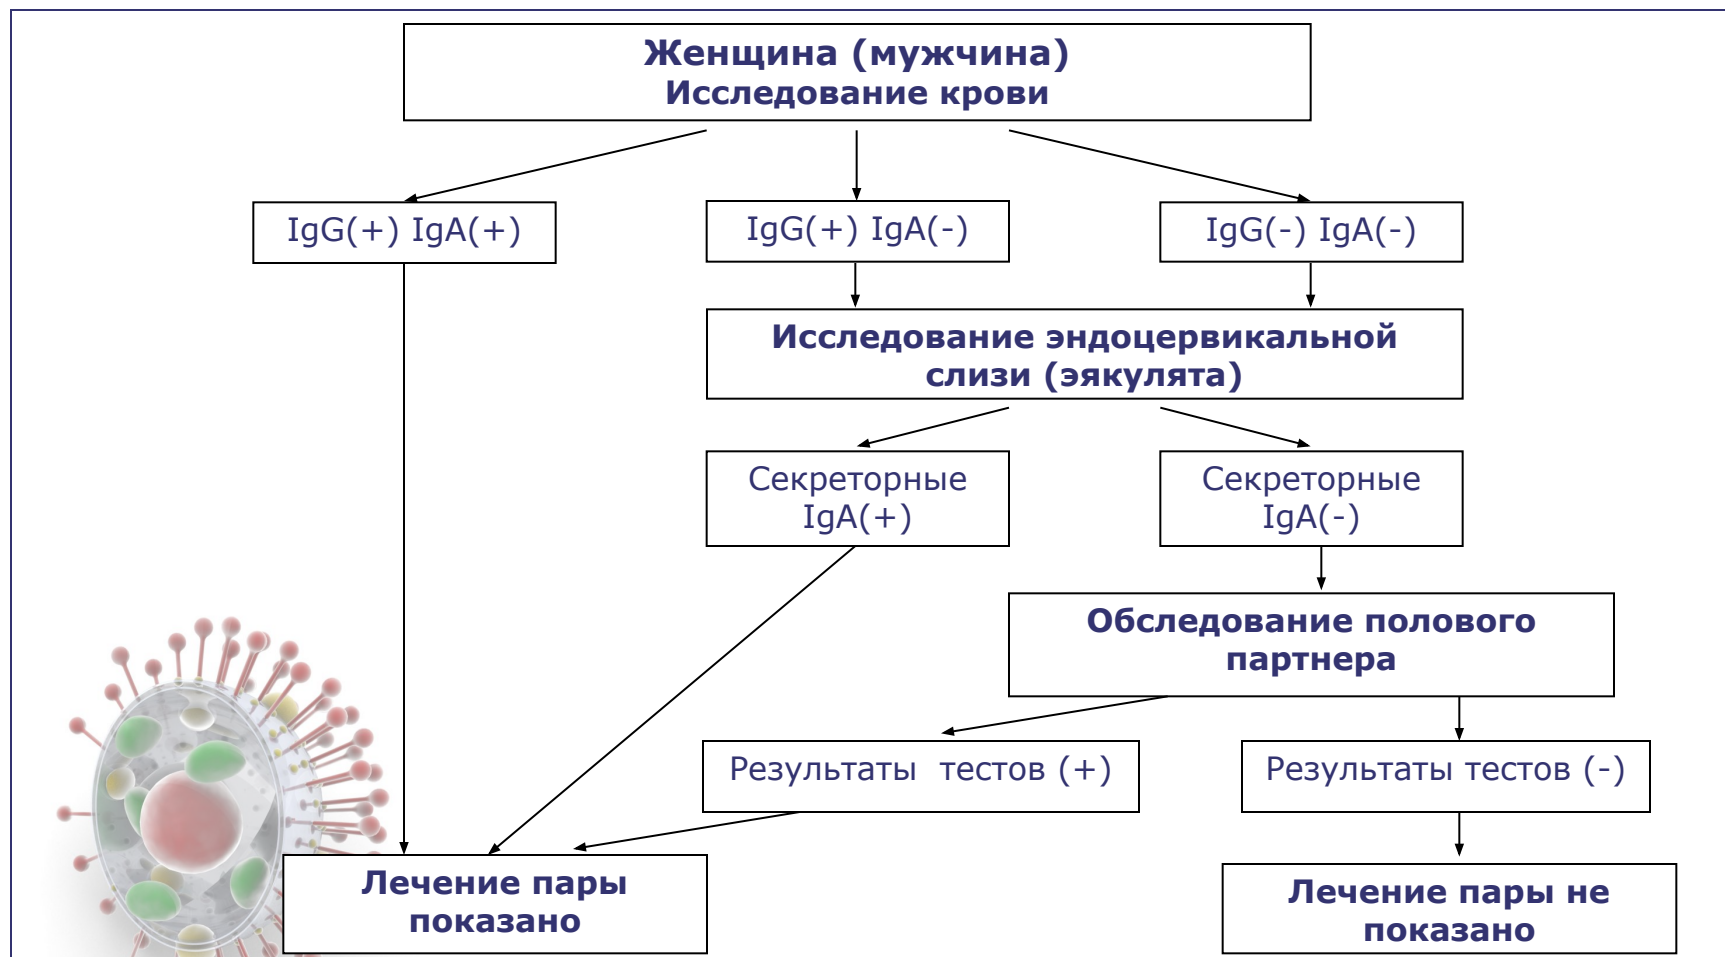 Женщина (мужчина)
Исследование крови
IgG(+) IgA(+)
IgG(+) IgA(-)
IgG(-) IgA(-)
Исследование эндоцервикальной
слизи (эякулята)
Секреторные
IgA(+)
Секреторные
IgA(-)
Обследование полового
партнера
Результаты тестов (+)
Результаты тестов (-)
Лечение пары
показано
Лечение пары не
показано